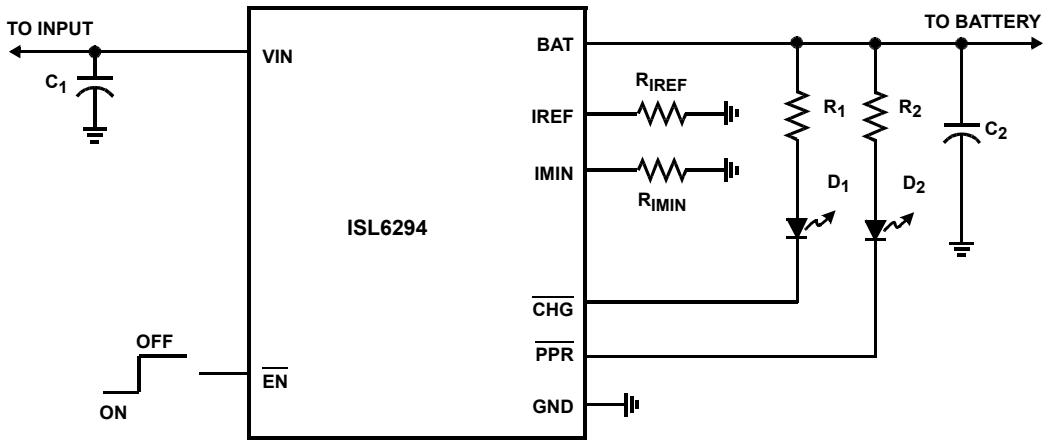 TO INPUT
TO BATTERY
VIN
BAT
C1
RIREF
R1
R2
IREF
C2
IMIN
RIMIN
D1
D2
ISL6294
CHG
OFF
PPR
EN
ON
GND